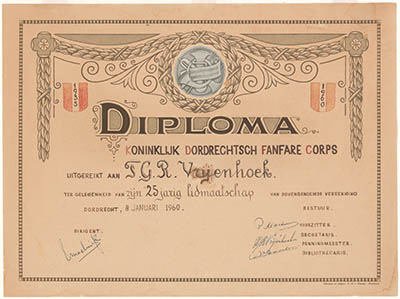 1935
1960
DIPLOMA
KONINKLIJK DORDRECHTSCH FANFARE CORPS
UITGEREIKT AAN F.G.R. Vrijenhoek.
TER GELEGENHEID VAN zijn 25 jarig lidmaatschap VAN BOVENGENOEMDE VEREENIGING
DORDRECHT, 8 JANUARI 1960.
BESTUUR.
DIRIGENT.
VOORZITTER.
SECRETARIS.
PENNINGMEESTER.
BIBLIOTHECARIS.